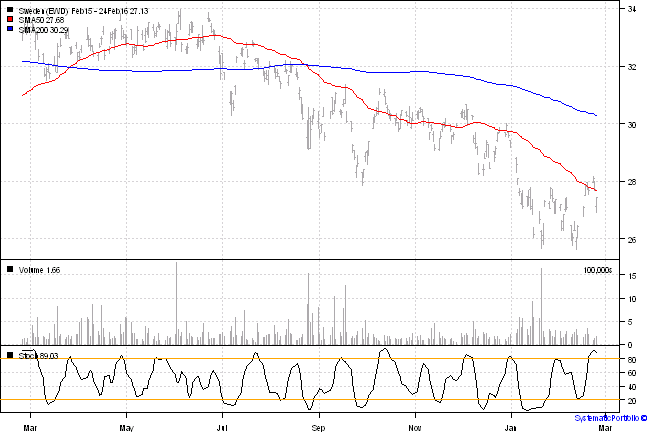 Sweden (EWD) Feb15 - 24Feb16 27.13
SMA50 27.68
SMA200 30.29
34
32
30
28
26
Volume 1.66
100,000s
15
10
5
0
Stoch 89.03
80
60
40
20
Mar May Jul Sep Nov Jan Mar
SystematicPortfolio ©